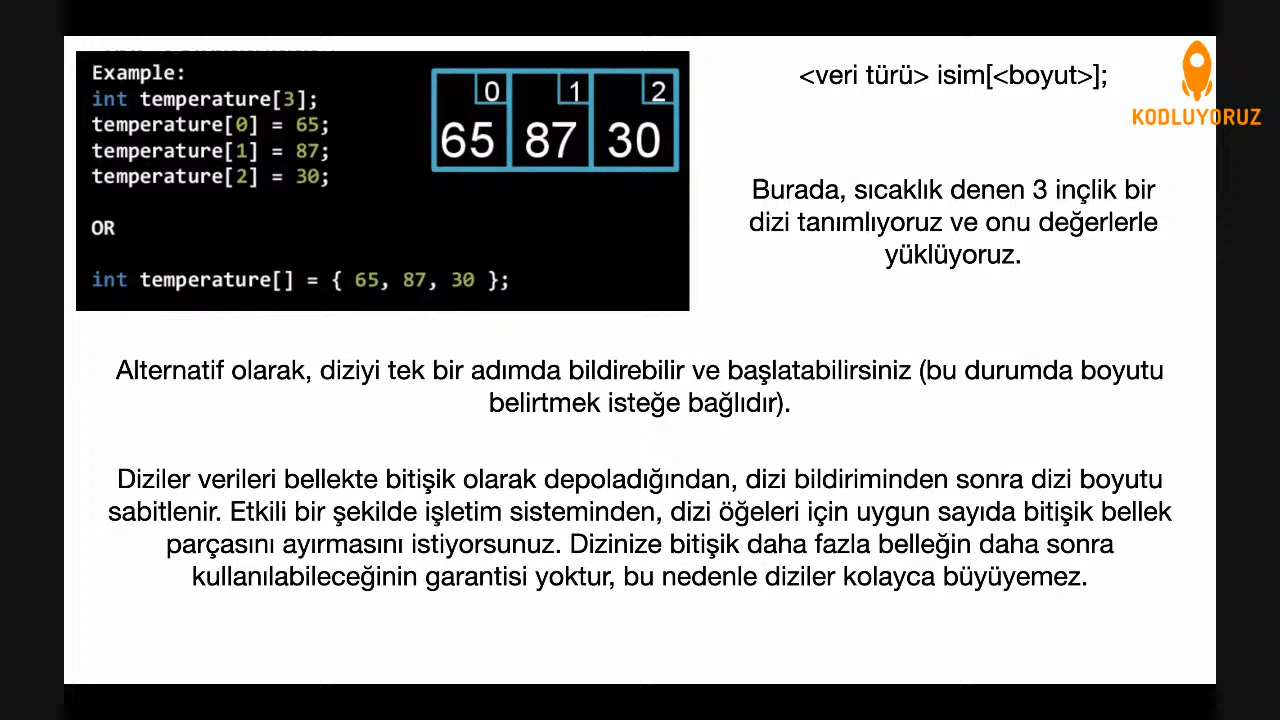 Example:
int temperature[3];
temperature[0] = 65;
temperature[1] = 87;
temperature[2] = 30;
OR
int temperature[] = { 65, 87, 30 };
0 1 2
65 87 30
<veri türü> isim[<boyut>];
KODLUYORUZ
Burada, sıcaklık denen 3 inçlik bir
dizi tanımlıyoruz ve onu değerlerle
yüklüyoruz.
Alternatif olarak, diziyi tek bir adımda bildirebilir ve başlatabilirsiniz (bu durumda boyutu
belirtmek isteğe bağlıdır).
Diziler verileri bellekte bitişik olarak depoladığından, dizi bildiriminden sonra dizi boyutu
sabitlenir. Etkili bir şekilde işletim sisteminden, dizi öğeleri için uygun sayıda bitişik bellek
parçasını ayırmasını istiyorsunuz. Dizinize bitişik daha fazla belleğin daha sonra
kullanılabileceğinin garantisi yoktur, bu nedenle diziler kolayca büyüyemez.